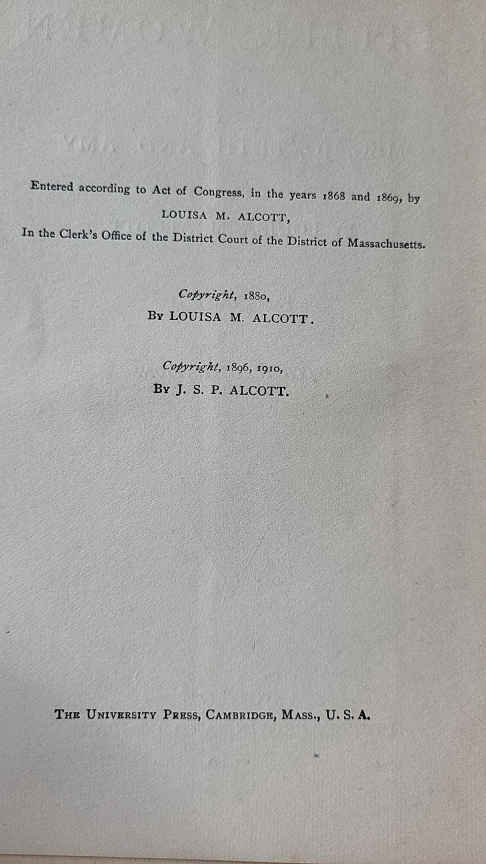 Entered according to Act of Congress, in the years 1868 and 1869, by
LOUISA M. ALCOTT,
In the Clerk's Office of the District Court of the District of Massachusetts.
Copyright, 1880,
By LOUISA M. ALCOTT.
Copyright, 1896, 1910,
By J. S. P. ALCOTT.
The University Press, Cambridge, Mass., U. S. A.